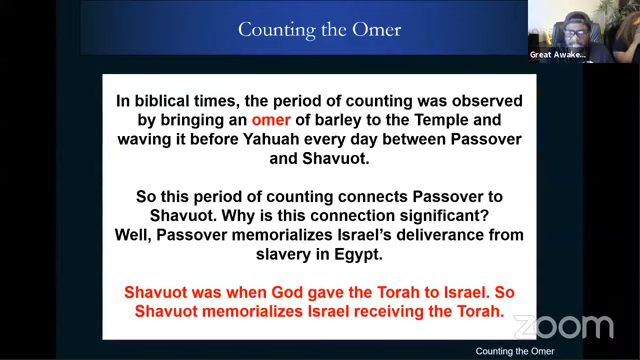 Counting the Omer
Great Awake...
In biblical times, the period of counting was observed
by bringing an omer of barley to the Temple and
waving it before Yahuah every day between Passover
and Shavuot.
So this period of counting connects Passover to
Shavuot. Why is this connection significant?
Well, Passover memorializes Israel's deliverance from
slavery in Egypt.
Shavuot was when God gave the Torah to Israel. So
Shavuot memorializes Israel receiving the Torah.
zoom
Counting the Omer